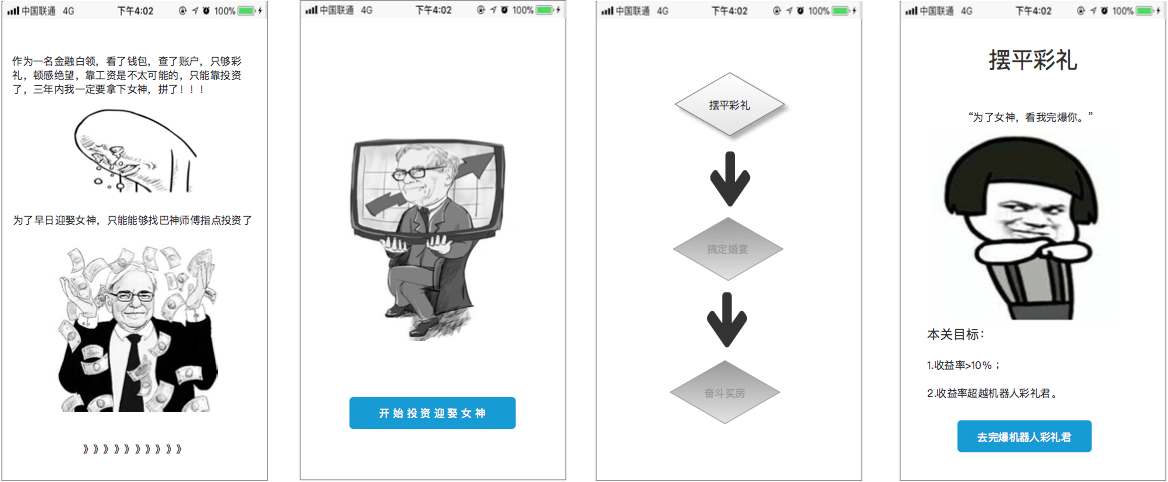 中国联通 4G 下午4:02 100%
作为一名金融白领，看了钱包，查了账户，只够彩
礼，顿感绝望，靠工资是不太可能的，只能靠投资
了，三年内我一定要拿下女神，拼了！！！
为了早日迎娶女神，只能能够找巴神师傅指点投资了
》》》》》》》》》》
中国联通 4G 下午4:02 100%
开始投资迎娶女神
中国联通 4G 下午4:02 100%
摆平彩礼
搞定婚宴
奋斗买房
中国联通 4G 下午4:02 100%
摆平彩礼
“为了女神，看我完爆你。”
本关目标：
1.收益率>10%；
2.收益率超越机器人彩礼君。
去完爆机器人彩礼君